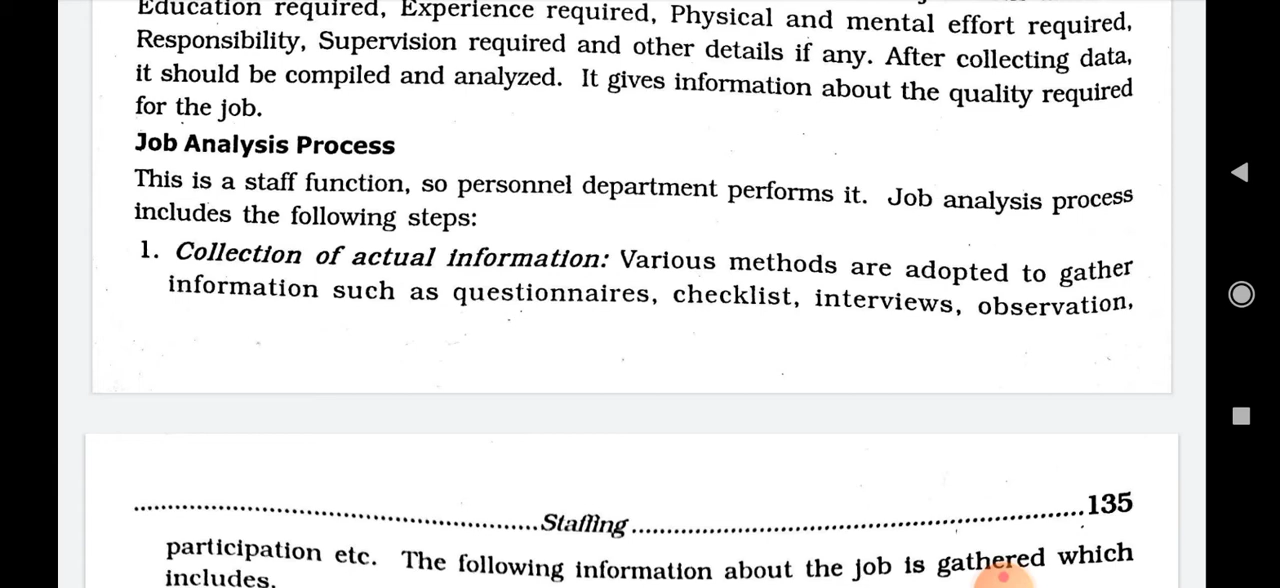 Education required, Experience required, Physical and mental effort required,
Responsibility, Supervision required and other details if any. After collecting data,
it should be compiled and analyzed. It gives information about the quality required
for the job.
Job Analysis Process
This is a staff function, so personnel department performs it. Job analysis process
includes the following steps:
1. Collection of actual information: Various methods are adopted to gather
information such as questionnaires, checklist, interviews, observation,
..........Staffing..........135
participation etc. The following information about the job is gathered which
includes.